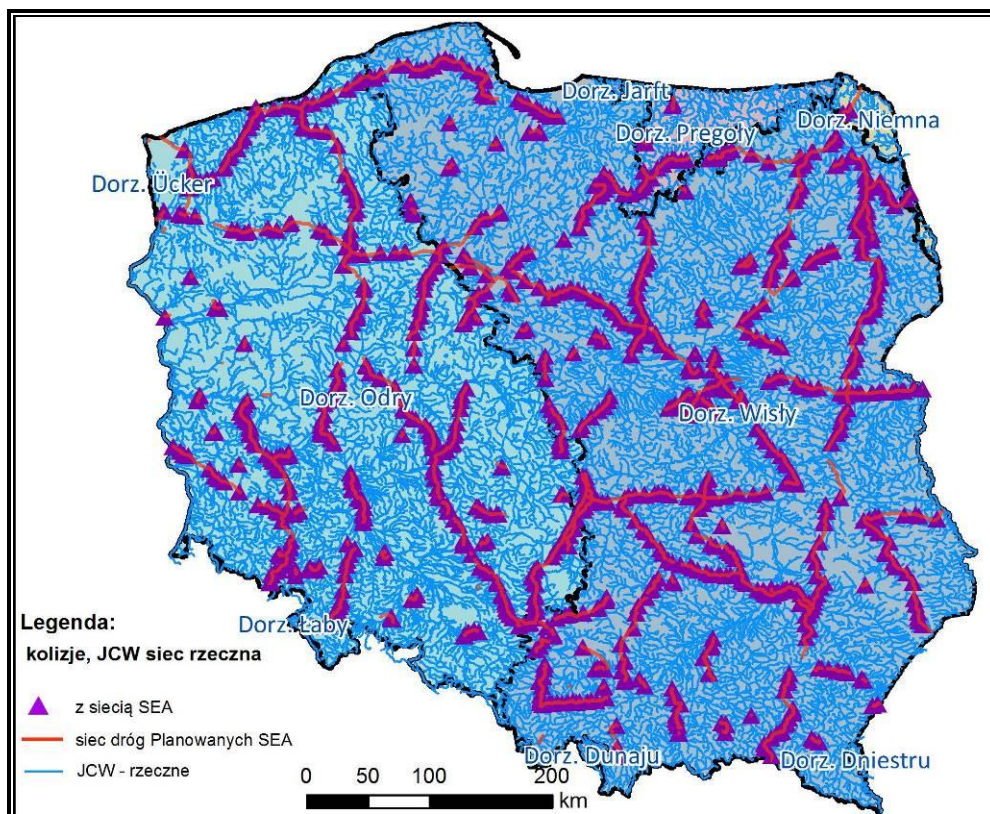 Dorz. Jarft
Dorz. Niemna
Dorz. Pregoły
Dorz. Ücker
Dorz. Odry
Dorz. Wisły
Dorz. Łaby
Dorz. Dunaju
Dorz. Dniestru
Legenda:
kolizje, JCW siec rzeczna
z siecią SEA
siec dróg Planowanych SEA
JCW - rzeczne
0 50 100 200
km